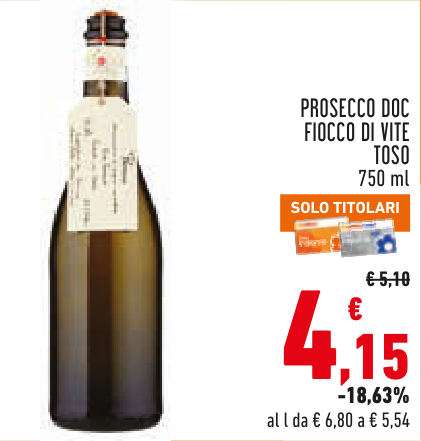 PROSECCO DOC
FIOCCO DI VITE
TOSO
750 ml
SOLO TITOLARI
€ 5,10
€
4,15
-18,63%
al l da € 6,80 a € 5,54